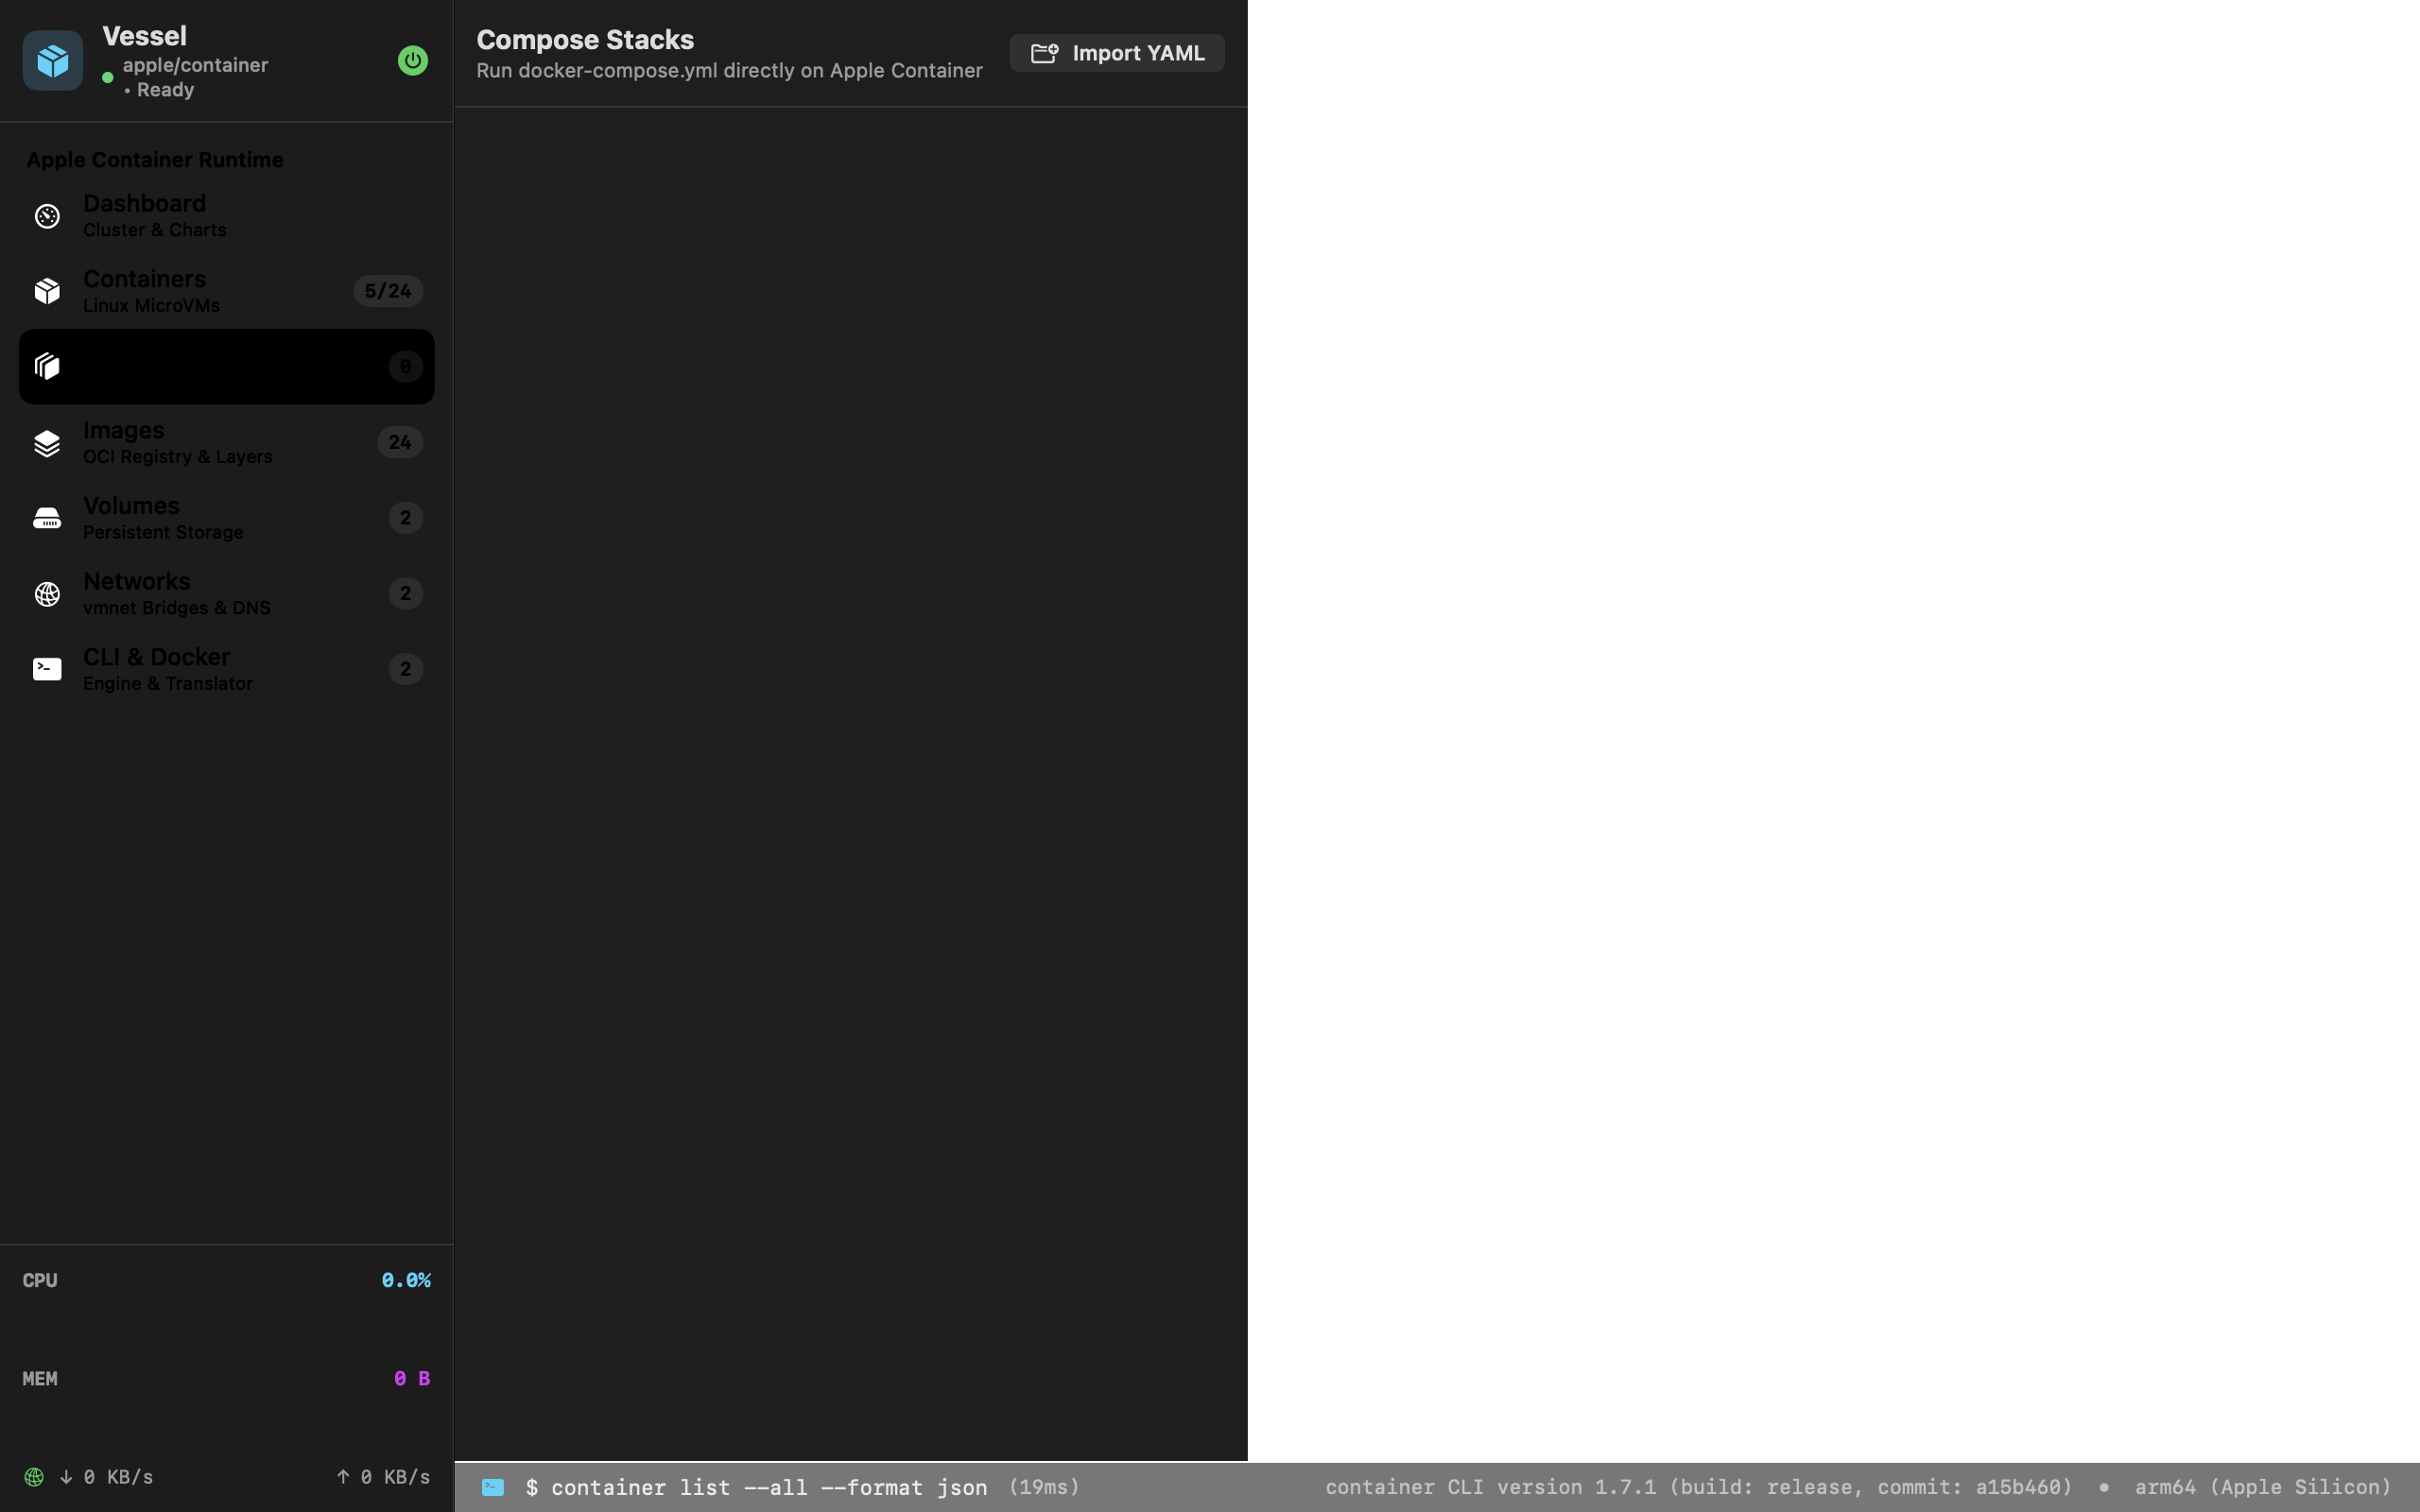 Vessel
apple/container
• Ready
Apple Container Runtime
Dashboard
Cluster & Charts
Containers
Linux MicroVMs
5/24
0
Images
OCI Registry & Layers
24
Volumes
Persistent Storage
2
Networks
vmnet Bridges & DNS
2
CLI & Docker
Engine & Translator
2
CPU
0.0%
MEM
0 B
↓ 0 KB/s
↑ 0 KB/s
Compose Stacks
Run docker-compose.yml directly on Apple Container
Import YAML
$ container list --all --format json (19ms)
container CLI version 1.7.1 (build: release, commit: a15b460) • arm64 (Apple Silicon)